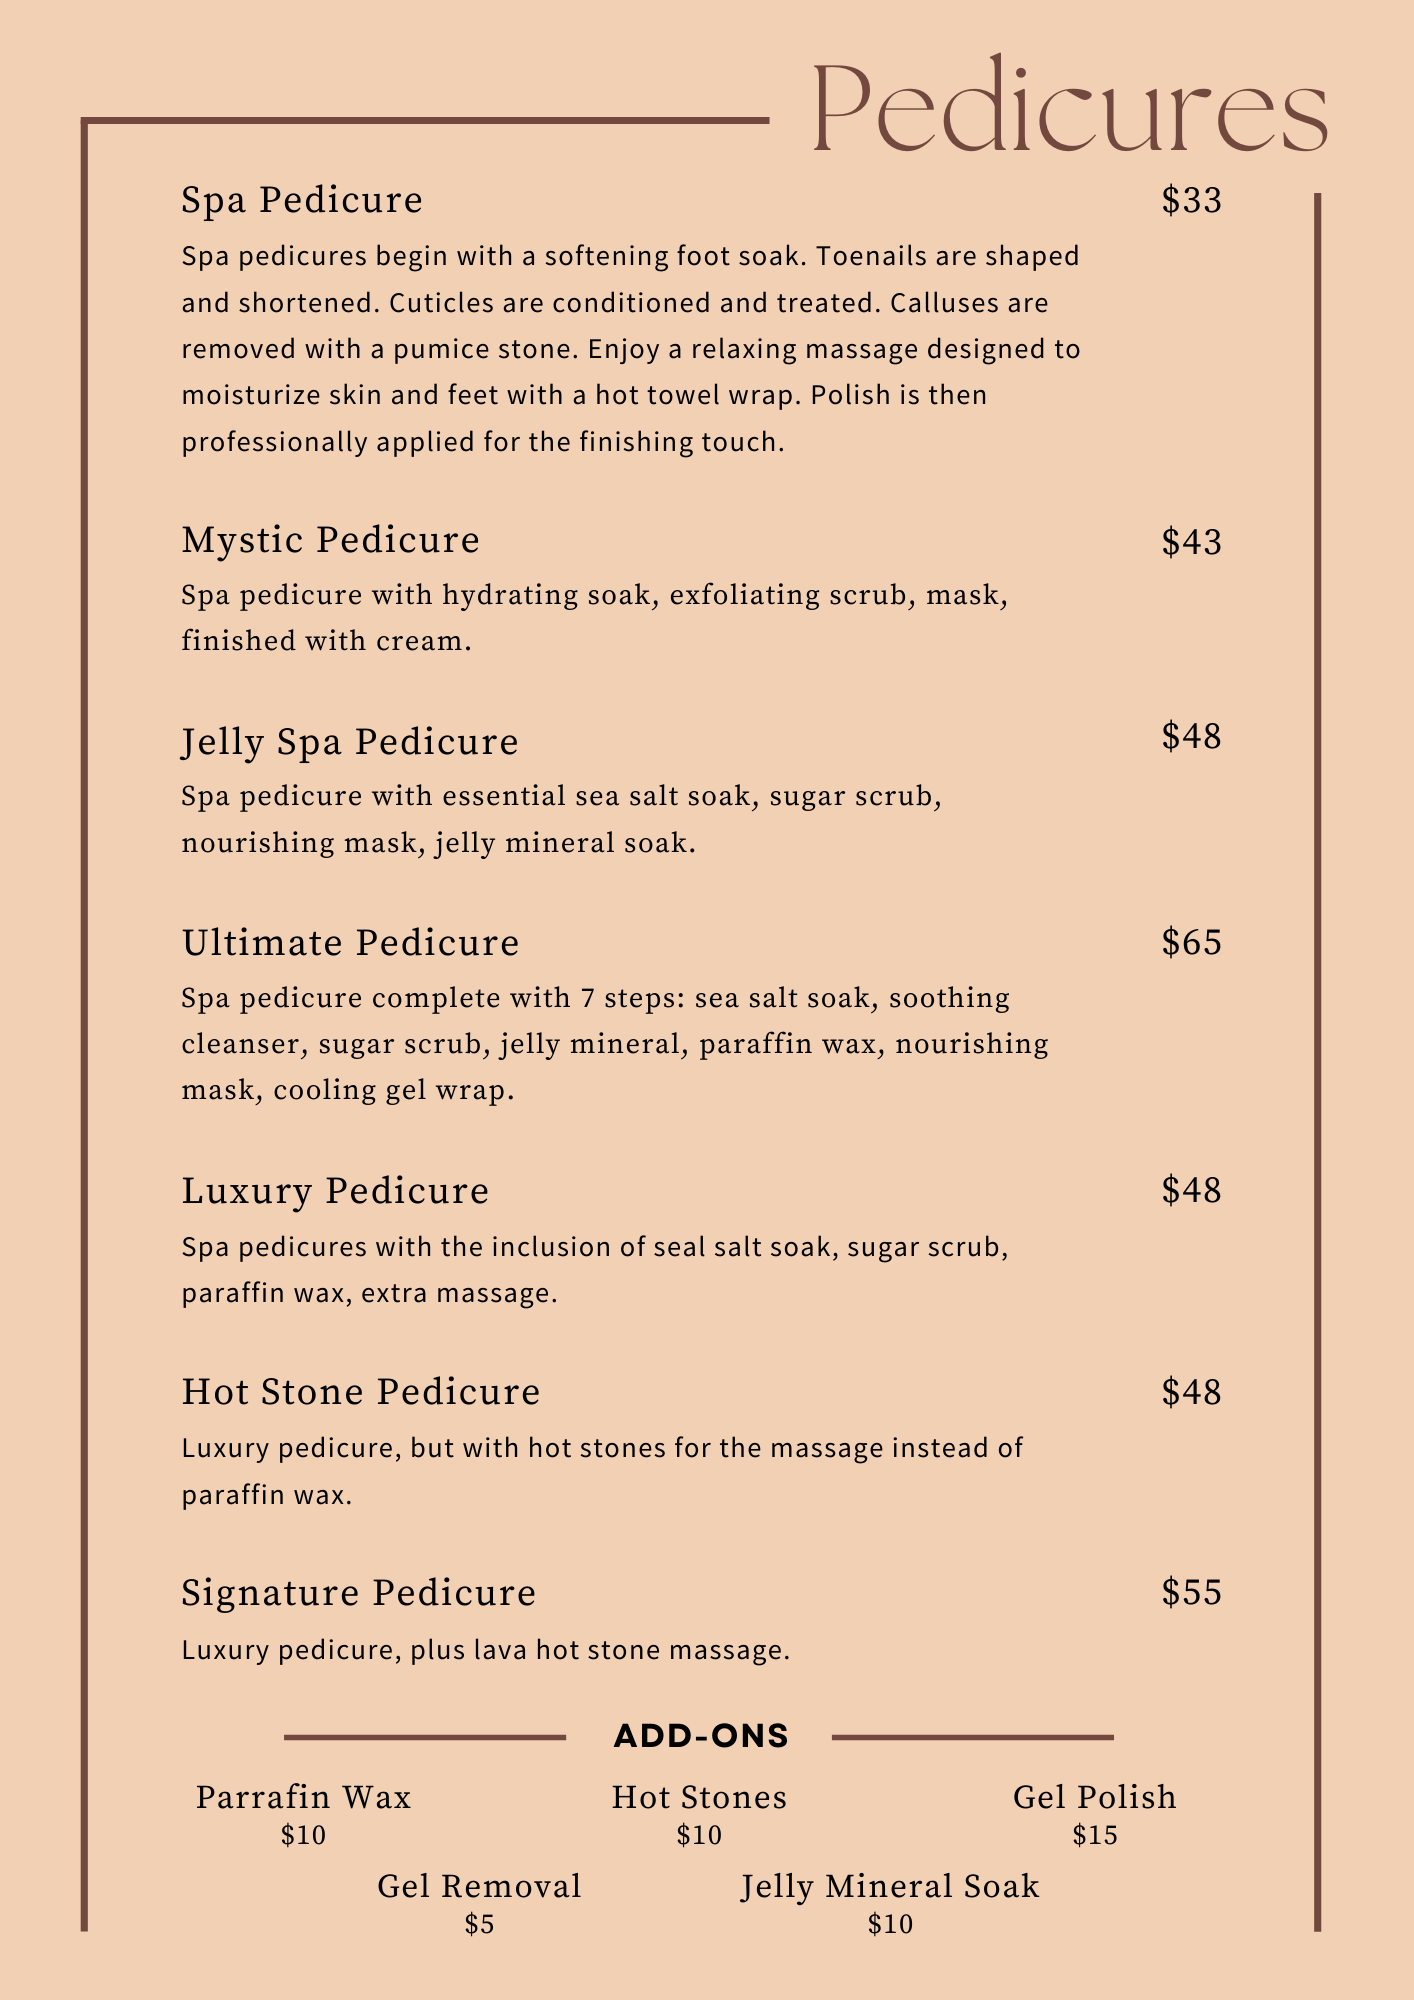 Pedicures
Spa Pedicure $33
Spa pedicures begin with a softening foot soak. Toenails are shaped
and shortened. Cuticles are conditioned and treated. Calluses are
removed with a pumice stone. Enjoy a relaxing massage designed to
moisturize skin and feet with a hot towel wrap. Polish is then
professionally applied for the finishing touch.
Mystic Pedicure $43
Spa pedicure with hydrating soak, exfoliating scrub, mask,
finished with cream.
Jelly Spa Pedicure $48
Spa pedicure with essential sea salt soak, sugar scrub,
nourishing mask, jelly mineral soak.
Ultimate Pedicure $65
Spa pedicure complete with 7 steps: sea salt soak, soothing
cleanser, sugar scrub, jelly mineral, paraffin wax, nourishing
mask, cooling gel wrap.
Luxury Pedicure $48
Spa pedicures with the inclusion of seal salt soak, sugar scrub,
paraffin wax, extra massage.
Hot Stone Pedicure $48
Luxury pedicure, but with hot stones for the massage instead of
paraffin wax.
Signature Pedicure $55
Luxury pedicure, plus lava hot stone massage.
ADD-ONS
Parrafin Wax Hot Stones Gel Polish
$10 $10 $15
Gel Removal Jelly Mineral Soak
$5 $10